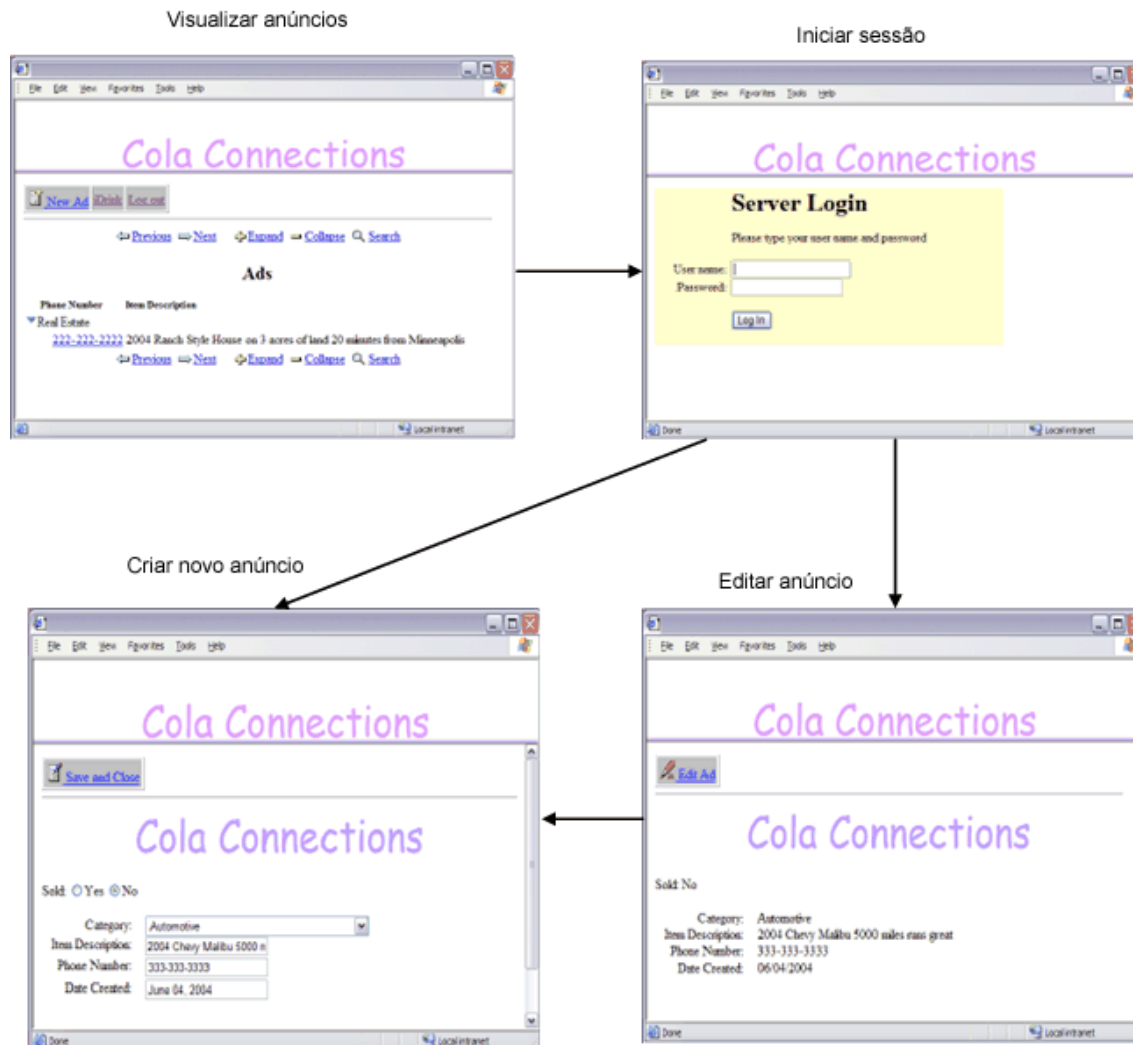 Visualizar anúncios
Iniciar sessão
File Edit View Favorites Tools Help
Cola Connections
New Ad iDrink Log out
Previous Next Expand Collapse Search
Ads
Phone Number Item Description
Real Estate
222-222-2222 2004 Ranch Style House on 3 acres of land 20 minutes from Minneapolis
Previous Next Expand Collapse Search
Local intranet
File Edit View Favorites Tools Help
Cola Connections
Server Login
Please type your user name and password
User name:
Password:
Log In
Done
Local intranet
Criar novo anúncio
Editar anúncio
File Edit View Favorites Tools Help
Cola Connections
Save and Close
Cola Connections
Sold: Yes No
Category: Automotive
Item Description: 2004 Chevy Malibu 5000 m
Phone Number: 333-333-3333
Date Created: June 04, 2004
Done
Local intranet
File Edit View Favorites Tools Help
Cola Connections
Edit Ad
Cola Connections
Sold: No
Category: Automotive
Item Description: 2004 Chevy Malibu 5000 miles runs great
Phone Number: 333-333-3333
Date Created: 06/04/2004
Done
Local intranet